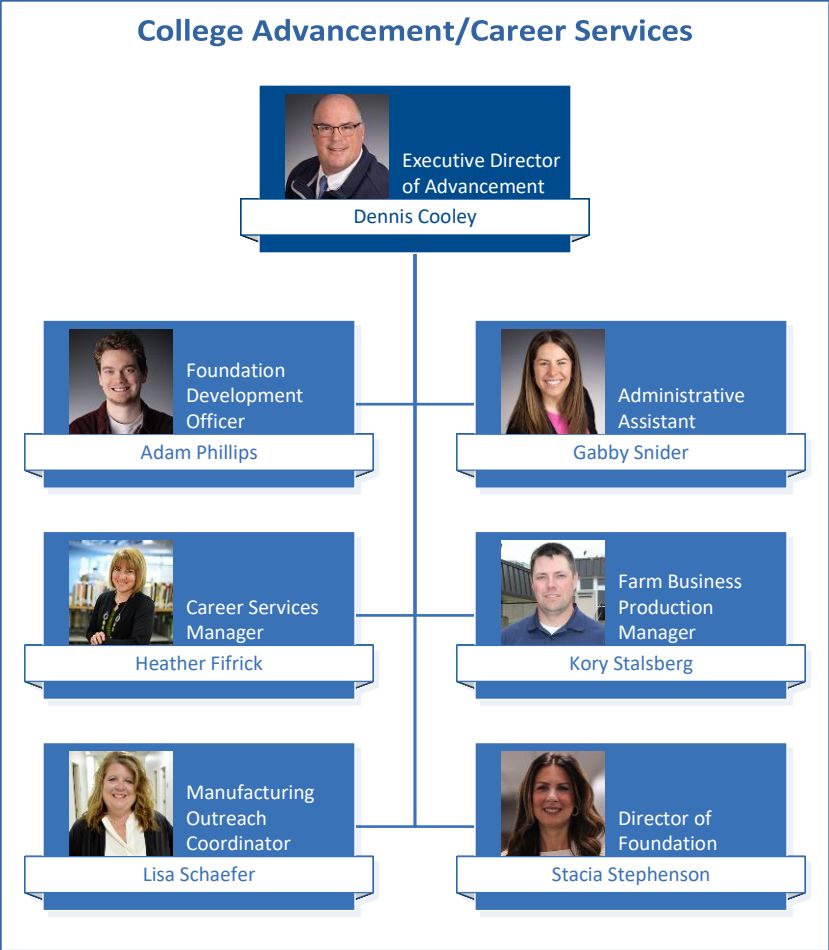 College Advancement/Career Services
Executive Director
of Advancement
Dennis Cooley
Foundation
Development
Officer
Adam Phillips
Administrative
Assistant
Gabby Snider
Career Services
Manager
Heather Fifrick
Farm Business
Production
Manager
Kory Stalsberg
Manufacturing
Outreach
Coordinator
Lisa Schaefer
Director of
Foundation
Stacia Stephenson